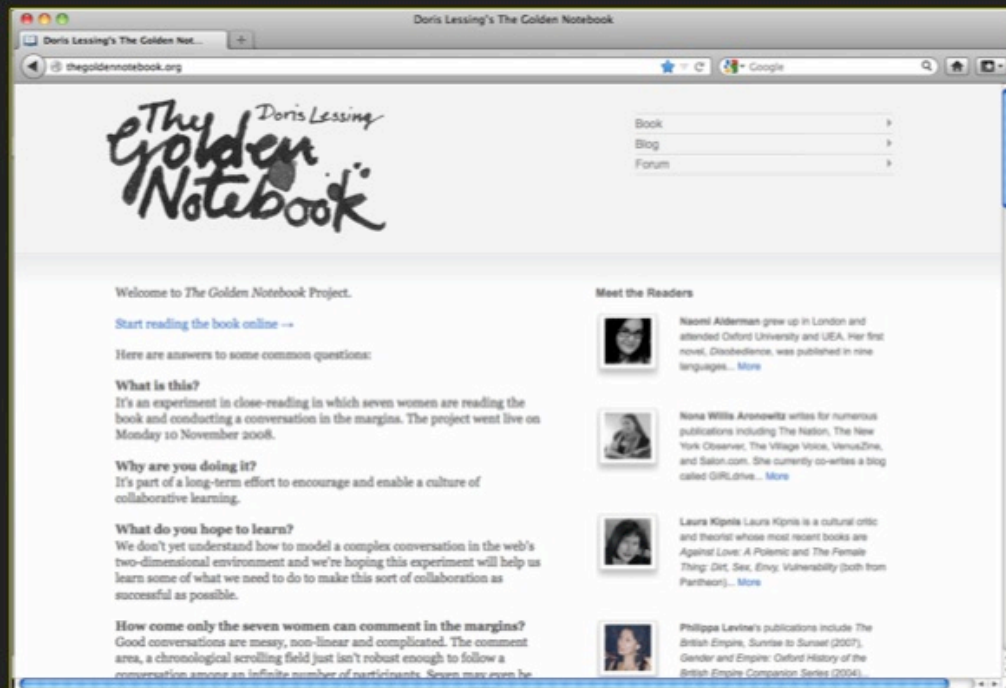 Doris Lessing's The Golden Notebook
Doris Lessing's The Golden Not...
thegoldennotebook.org
Google
The
Doris Lessing
Golden
Notebook
Book
Blog
Forum
Welcome to The Golden Notebook Project.
Start reading the book online →
Here are answers to some common questions:
What is this?
It's an experiment in close-reading in which seven women are reading the
book and conducting a conversation in the margins. The project went live on
Monday 10 November 2008.
Why are you doing it?
It's part of a long-term effort to encourage and enable a culture of
collaborative learning.
What do you hope to learn?
We don't yet understand how to model a complex conversation in the web's
two-dimensional environment and we're hoping this experiment will help us
learn some of what we need to do to make this sort of collaboration as
successful as possible.
How come only the seven women can comment in the margins?
Good conversations are messy, non-linear and complicated. The comment
area, a chronological scrolling field just isn't robust enough to follow a
conversation among an infinite number of participants. Seven may even be
Meet the Readers
Naomi Alderman grew up in London and
attended Oxford University and UEA. Her first
novel, Disobedience, was published in nine
languages... More
Nona Willis Aronowitz writes for numerous
publications including The Nation, The New
York Observer, The Village Voice, VenusZine,
and Salon.com. She currently co-writes a blog
called GIRLdrive... More
Laura Kipnis Laura Kipnis is a cultural critic
and theorist whose most recent books are
Against Love: A Polemic and The Female
Thing: Dirt, Sex, Envy, Vulnerability (both from
Pantheon)... More
Philippa Levine's publications include The
British Empire, Sunrise to Sunset (2007),
Gender and Empire: Oxford History of the
British Empire Companion Series (2004)...